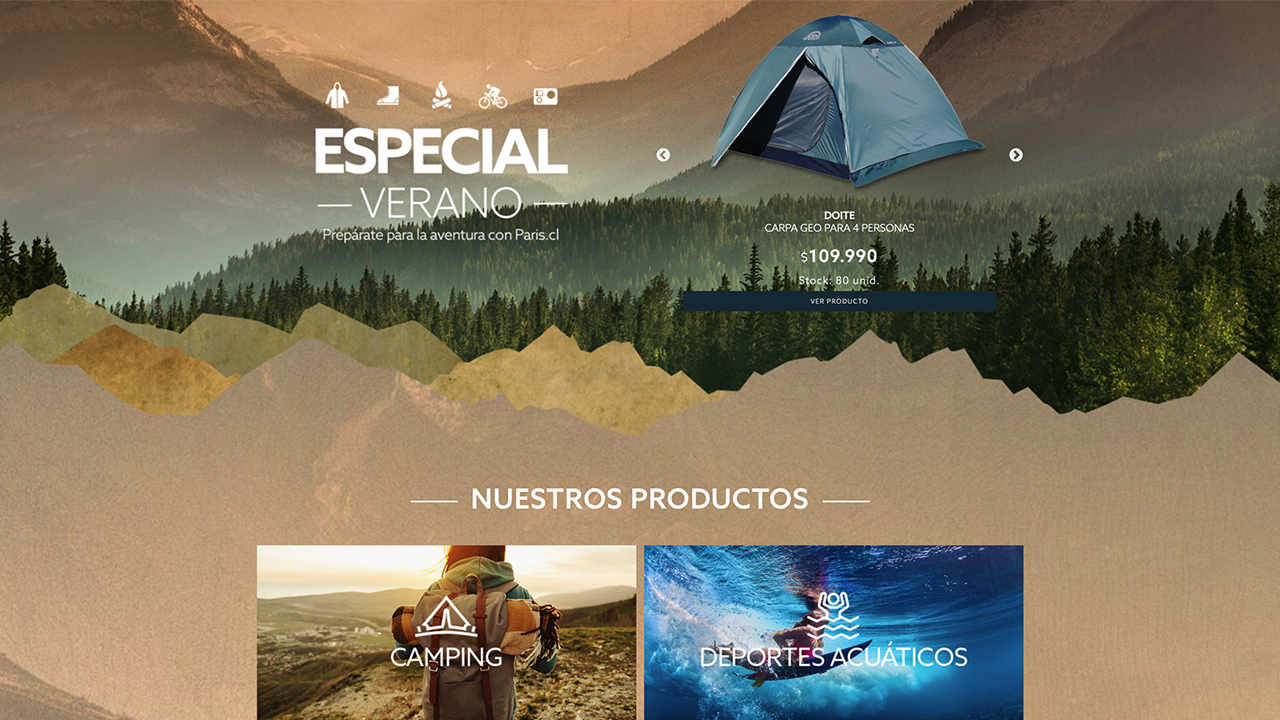 ESPECIAL
VERANO
Prepárate para la aventura con Paris.cl
DOITE
CARPA GEO PARA 4 PERSONAS
$109.990
Stock: 80 unid.
VER PRODUCTO
NUESTROS PRODUCTOS
CAMPING
DEPORTES ACUÁTICOS